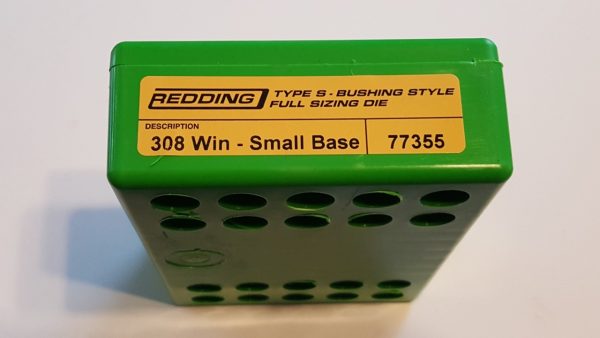 REDDING
TYPE S - BUSHING STYLE
FULL SIZING DIE
DESCRIPTION
308 Win - Small Base
77355